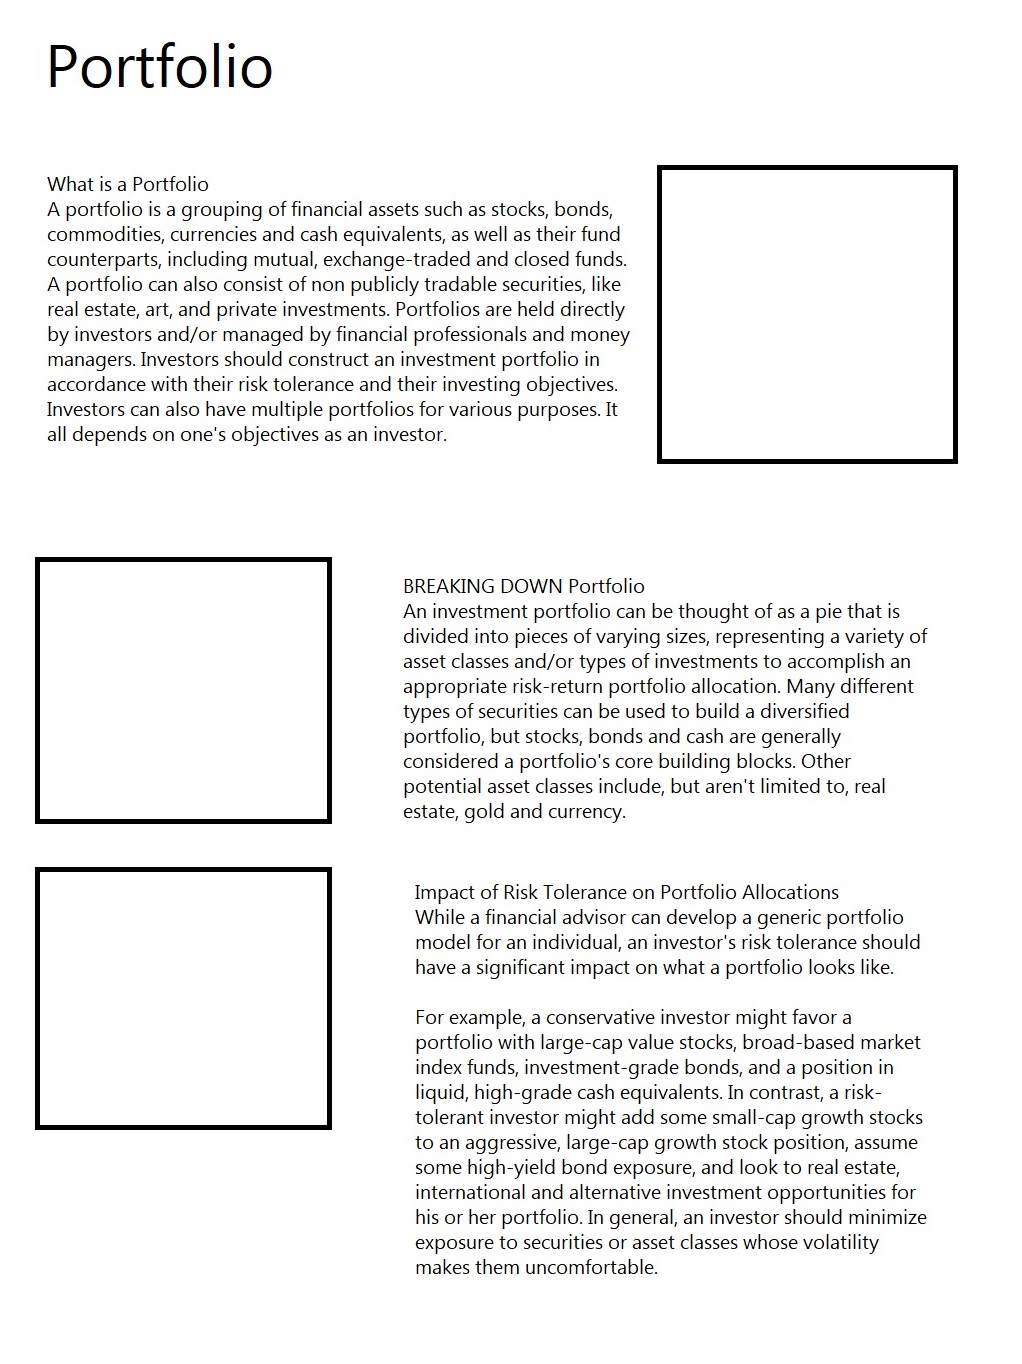 Portfolio
What is a Portfolio
A portfolio is a grouping of financial assets such as stocks, bonds,
commodities, currencies and cash equivalents, as well as their fund
counterparts, including mutual, exchange-traded and closed funds.
A portfolio can also consist of non publicly tradable securities, like
real estate, art, and private investments. Portfolios are held directly
by investors and/or managed by financial professionals and money
managers. Investors should construct an investment portfolio in
accordance with their risk tolerance and their investing objectives.
Investors can also have multiple portfolios for various purposes. It
all depends on one's objectives as an investor.
BREAKING DOWN Portfolio
An investment portfolio can be thought of as a pie that is
divided into pieces of varying sizes, representing a variety of
asset classes and/or types of investments to accomplish an
appropriate risk-return portfolio allocation. Many different
types of securities can be used to build a diversified
portfolio, but stocks, bonds and cash are generally
considered a portfolio's core building blocks. Other
potential asset classes include, but aren't limited to, real
estate, gold and currency.
Impact of Risk Tolerance on Portfolio Allocations
While a financial advisor can develop a generic portfolio
model for an individual, an investor's risk tolerance should
have a significant impact on what a portfolio looks like.
For example, a conservative investor might favor a
portfolio with large-cap value stocks, broad-based market
index funds, investment-grade bonds, and a position in
liquid, high-grade cash equivalents. In contrast, a risk-
tolerant investor might add some small-cap growth stocks
to an aggressive, large-cap growth stock position, assume
some high-yield bond exposure, and look to real estate,
international and alternative investment opportunities for
his or her portfolio. In general, an investor should minimize
exposure to securities or asset classes whose volatility
makes them uncomfortable.